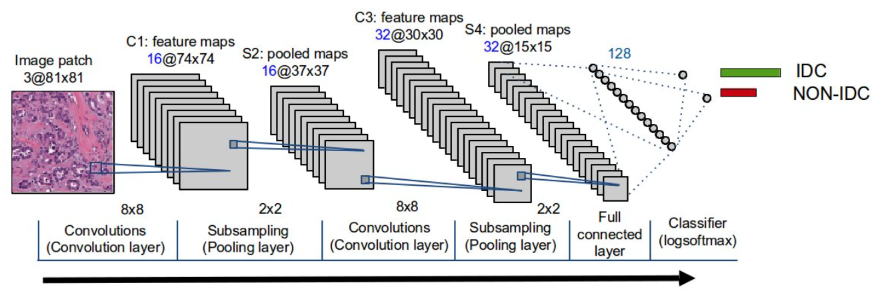 Image patch
3@81x81
C1: feature maps
16@74x74
S2: pooled maps
16@37x37
C3: feature maps
32@30x30
S4: pooled maps
32@15x15
128
IDC
NON-IDC
8x8
2x2
8x8
2x2
Convolutions
(Convolution layer)
Subsampling
(Pooling layer)
Convolutions
(Convolution layer)
Subsampling
(Pooling layer)
Full
connected
layer
Classifier
(logsoftmax)